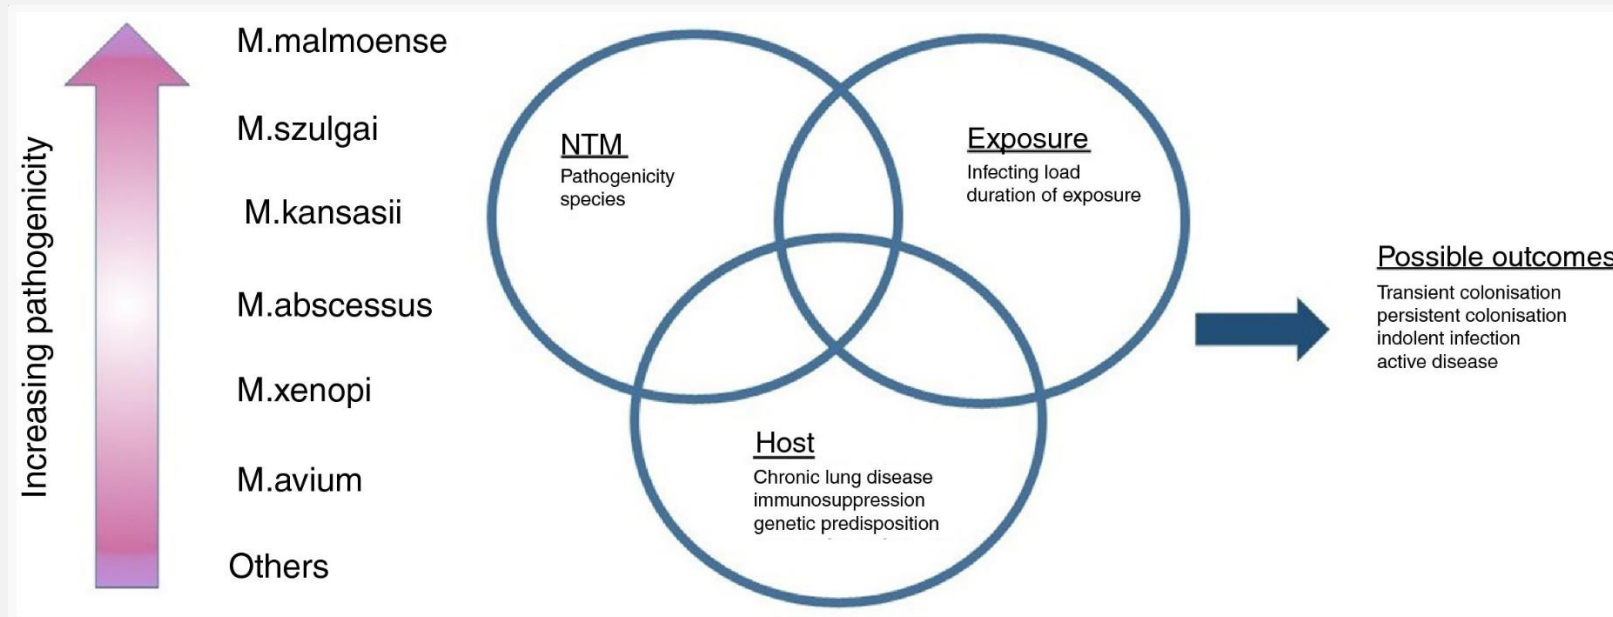 Increasing pathogenicity
M.malmoense
M.szulgai
M.kansasii
M.abscessus
M.xenopi
M.avium
Others
NTM
Pathogenicity
species
Exposure
Infecting load
duration of exposure
Host
Chronic lung disease
immunosuppression
genetic predisposition
Possible outcomes
Transient colonisation
persistent colonisation
indolent infection
active disease